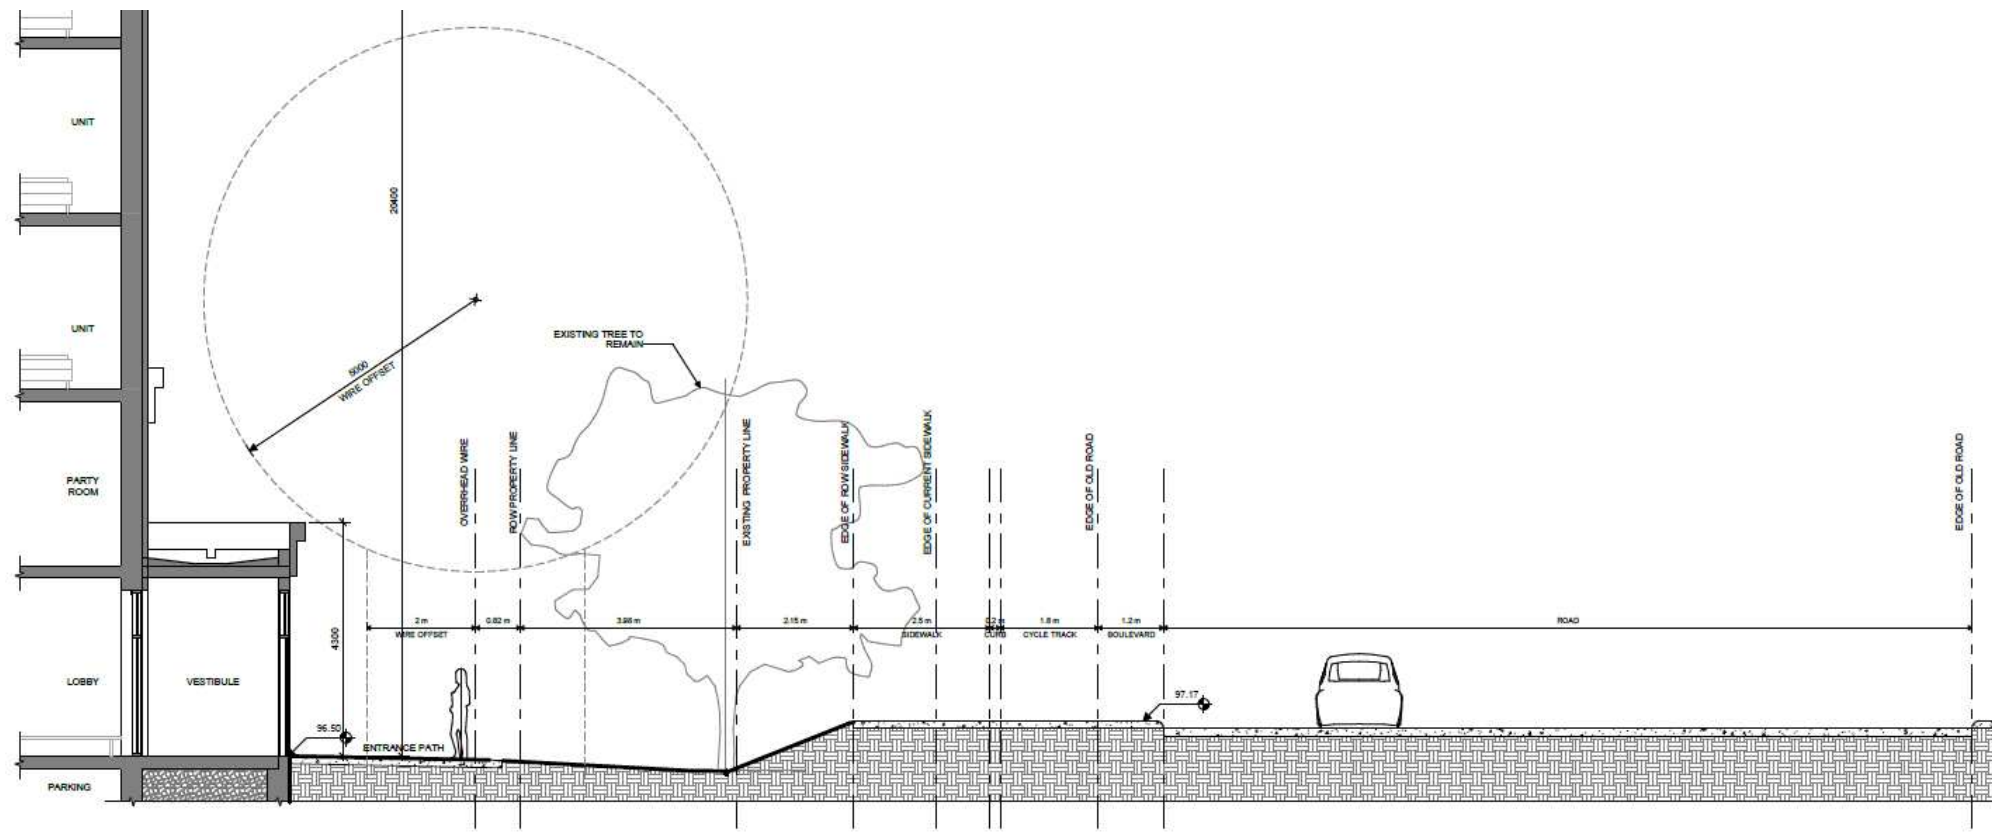 UNIT
20400
UNIT
EXISTING TREE TO
REMAIN
5000
WIRE OFFSET
PARTY
ROOM
OVERRHEAD WIRE
ROW PROPERTY LINE
EXISTING PROPERTY LINE
EDGE OF ROW SIDEWALK
EDGE OF CURRENT SIDEWALK
EDGE OF OLD ROAD
EDGE OF OLD ROAD
4300
2 m
WIRE OFFSET
0.82 m
3.98 m
2.15 m
2.5 m
SIDEWALK
0.2 m
CURB
1.8 m
CYCLE TRACK
1.2 m
BOULEVARD
ROAD
LOBBY
VESTIBULE
97.17
96.50
ENTRANCE PATH
PARKING